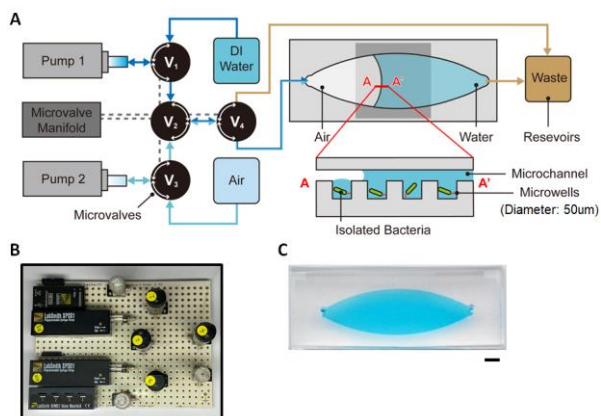 A
Pump 1
V1
DI
Water
Microvalve
Manifold
V2
V4
A A'
Air
Water
Waste
Resevoirs
Pump 2
V3
Air
Microvalves
A
A'
Microchannel
Microwells
(Diameter: 50um)
Isolated Bacteria
B
C
LabSmith SPS01
LabSmith SPS01